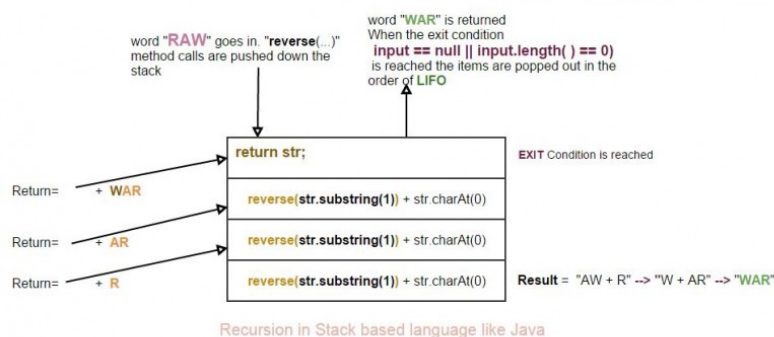 word "RAW" goes in. "reverse(...)"
method calls are pushed down the
stack
word "WAR" is returned
When the exit condition
input == null || input.length( ) == 0)
is reached the items are popped out in the
order of LIFO
return str;
EXIT Condition is reached
Return= + WAR
reverse(str.substring(1)) + str.charAt(0)
Return= + AR
reverse(str.substring(1)) + str.charAt(0)
Return= + R
reverse(str.substring(1)) + str.charAt(0)
Result = "AW + R" --> "W + AR" --> "WAR"
Recursion in Stack based language like Java